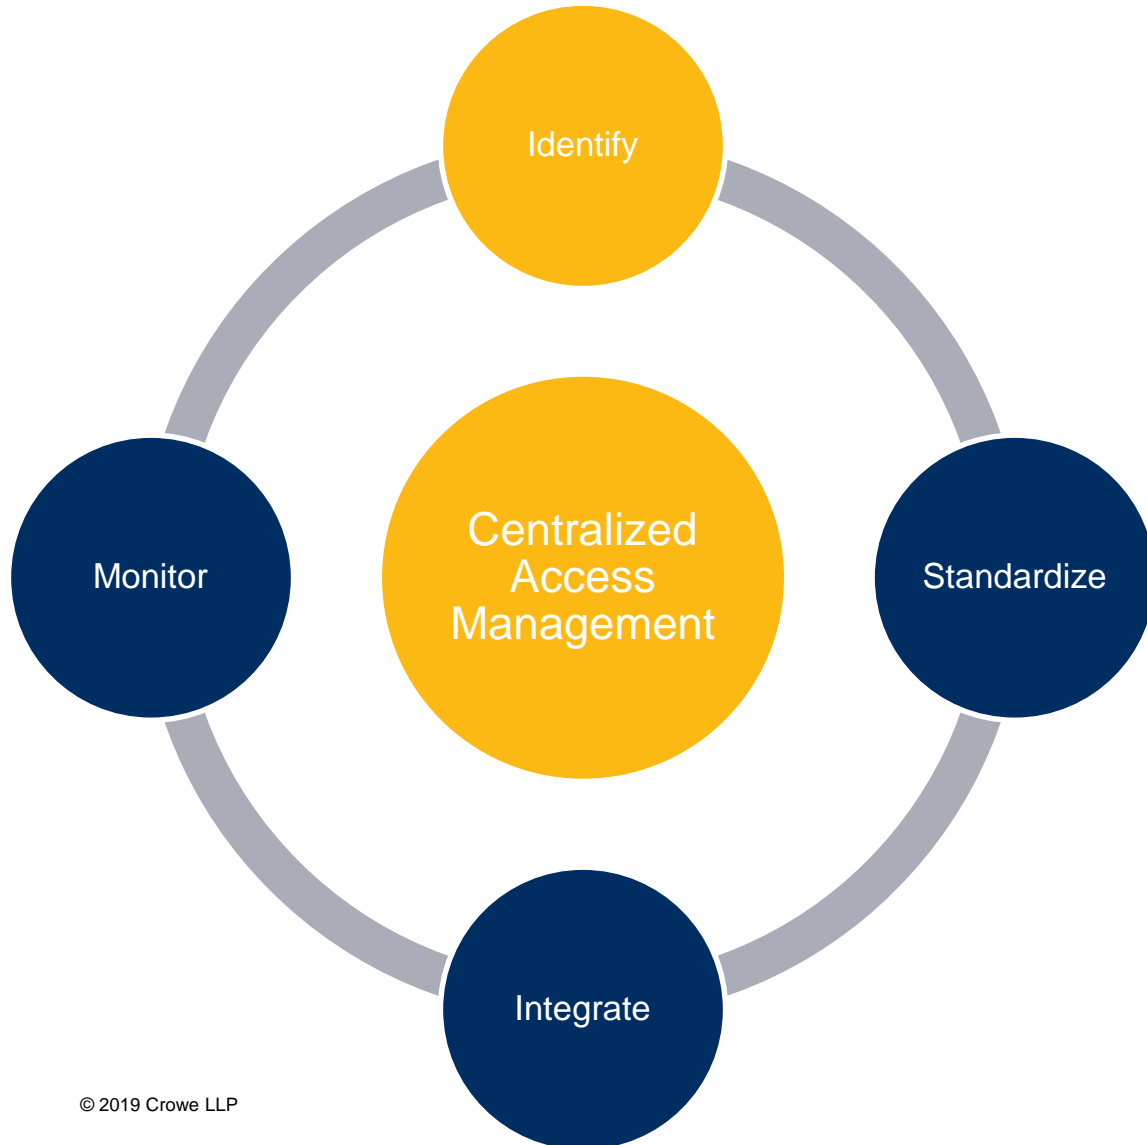 Identify
Monitor
Centralized
Access
Management
Standardize
Integrate
© 2019 Crowe LLP